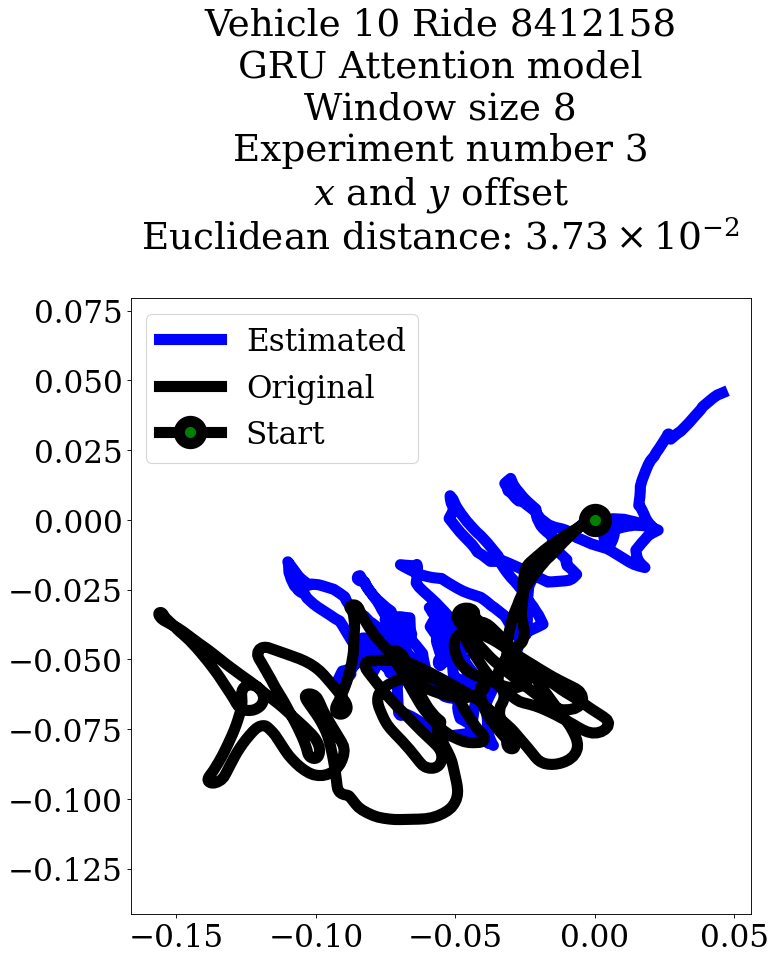 Vehicle 10 Ride 8412158
GRU Attention model
Window size 8
Experiment number 3
x and y offset
Euclidean distance: 3.73 × 10⁻²
0.075
0.050
0.025
0.000
−0.025
−0.050
−0.075
−0.100
−0.125
Estimated
Original
Start
−0.15
−0.10
−0.05
0.00
0.05